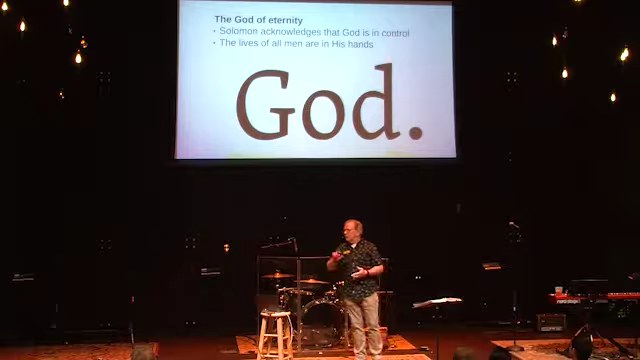 The God of eternity
• Solomon acknowledges that God is in control
• The lives of all men are in His hands
God.